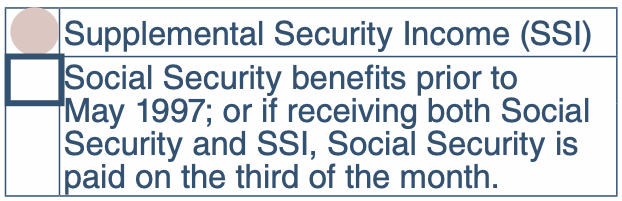 Supplemental Security Income (SSI)
Social Security benefits prior to
May 1997; or if receiving both Social
Security and SSI, Social Security is
paid on the third of the month.